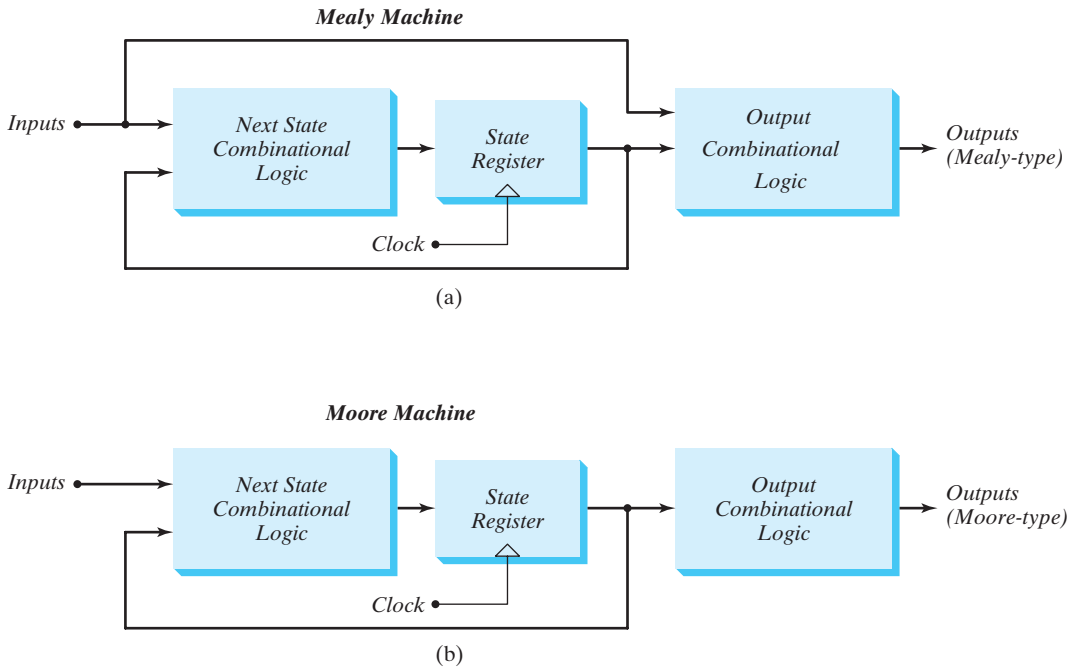 Mealy Machine
Inputs
Next State
Combinational
Logic
State
Register
Output
Combinational
Logic
Outputs
(Mealy-type)
Clock
(a)
Moore Machine
Inputs
Next State
Combinational
Logic
State
Register
Output
Combinational
Logic
Outputs
(Moore-type)
Clock
(b)